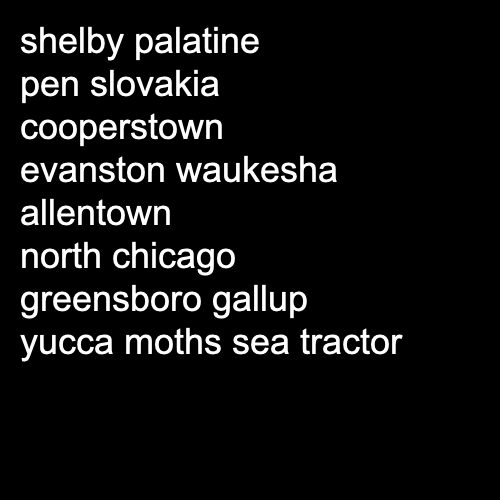 shelby palatine
pen slovakia
cooperstown
evanston waukesha
allentown
north chicago
greensboro gallup
yucca moths sea tractor